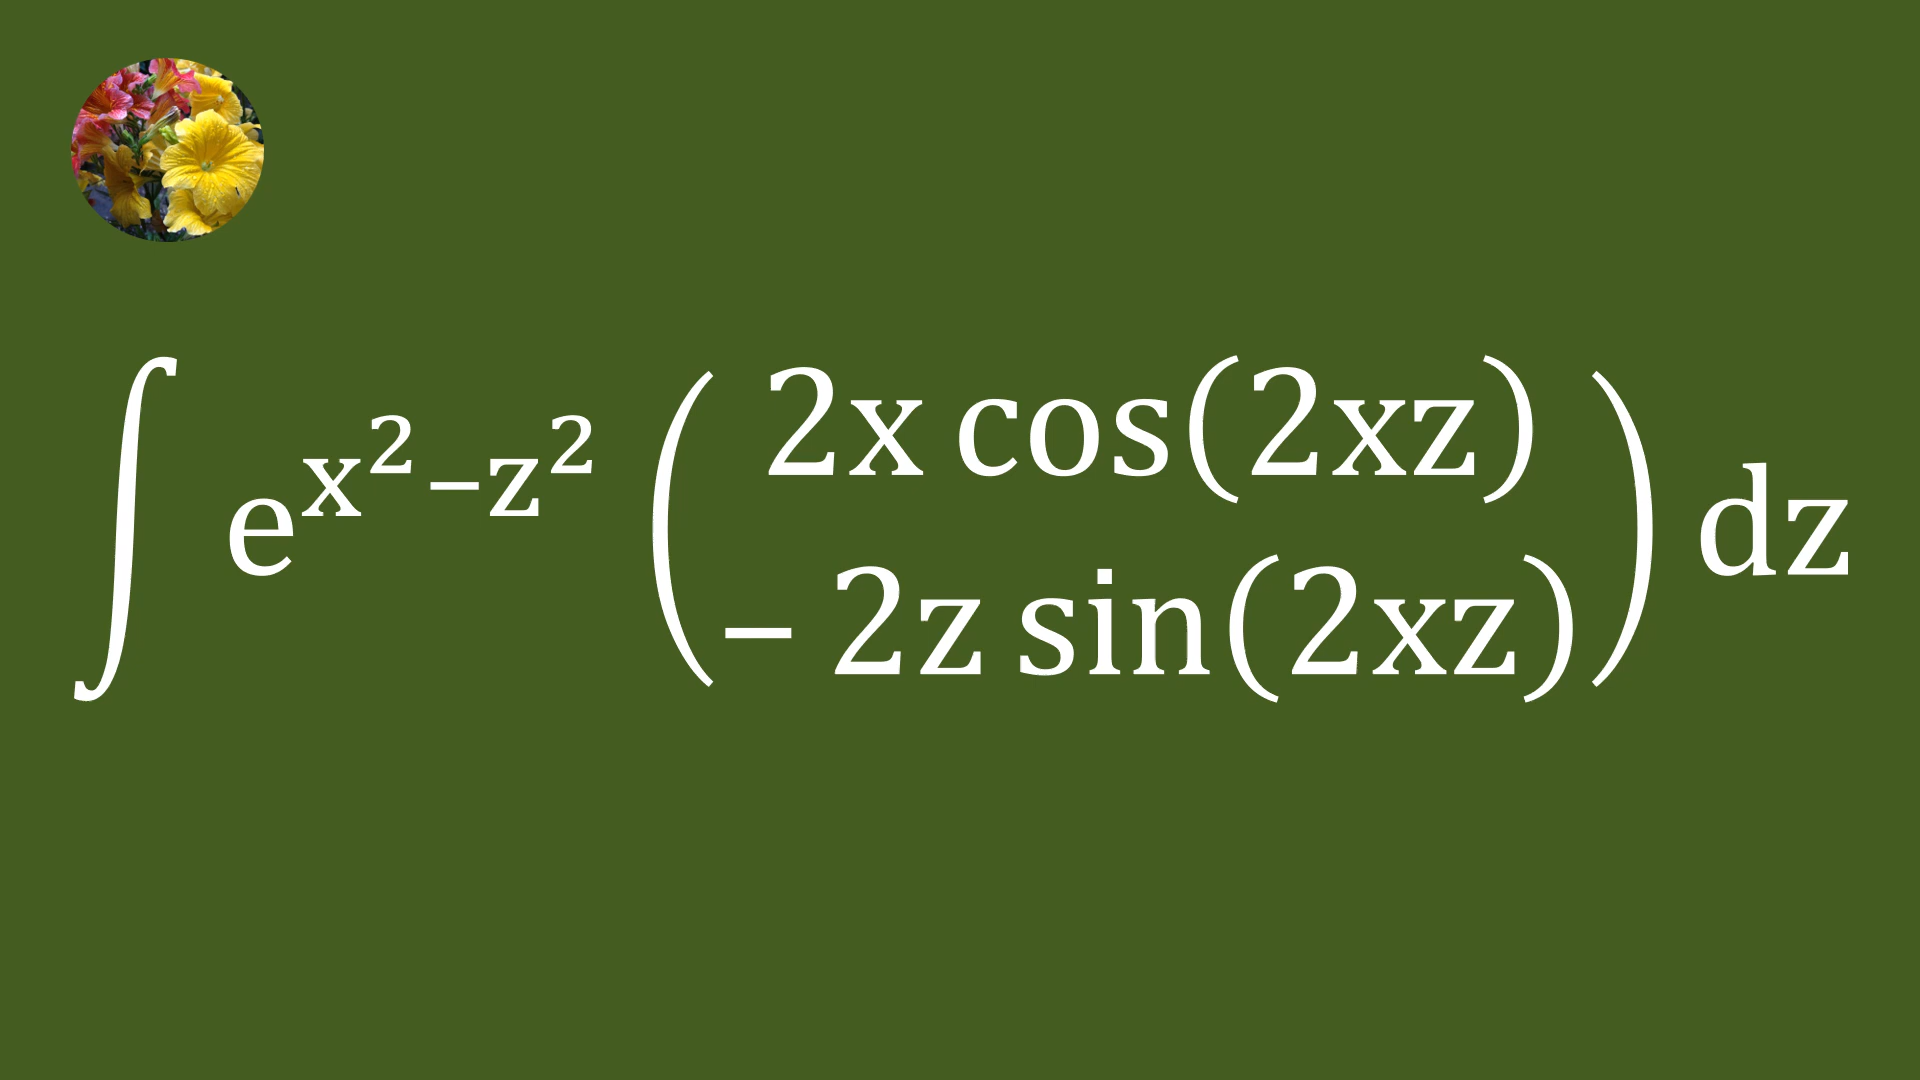 ∫ e^{x²–z²} (2x cos(2xz)
– 2z sin(2xz)) dz